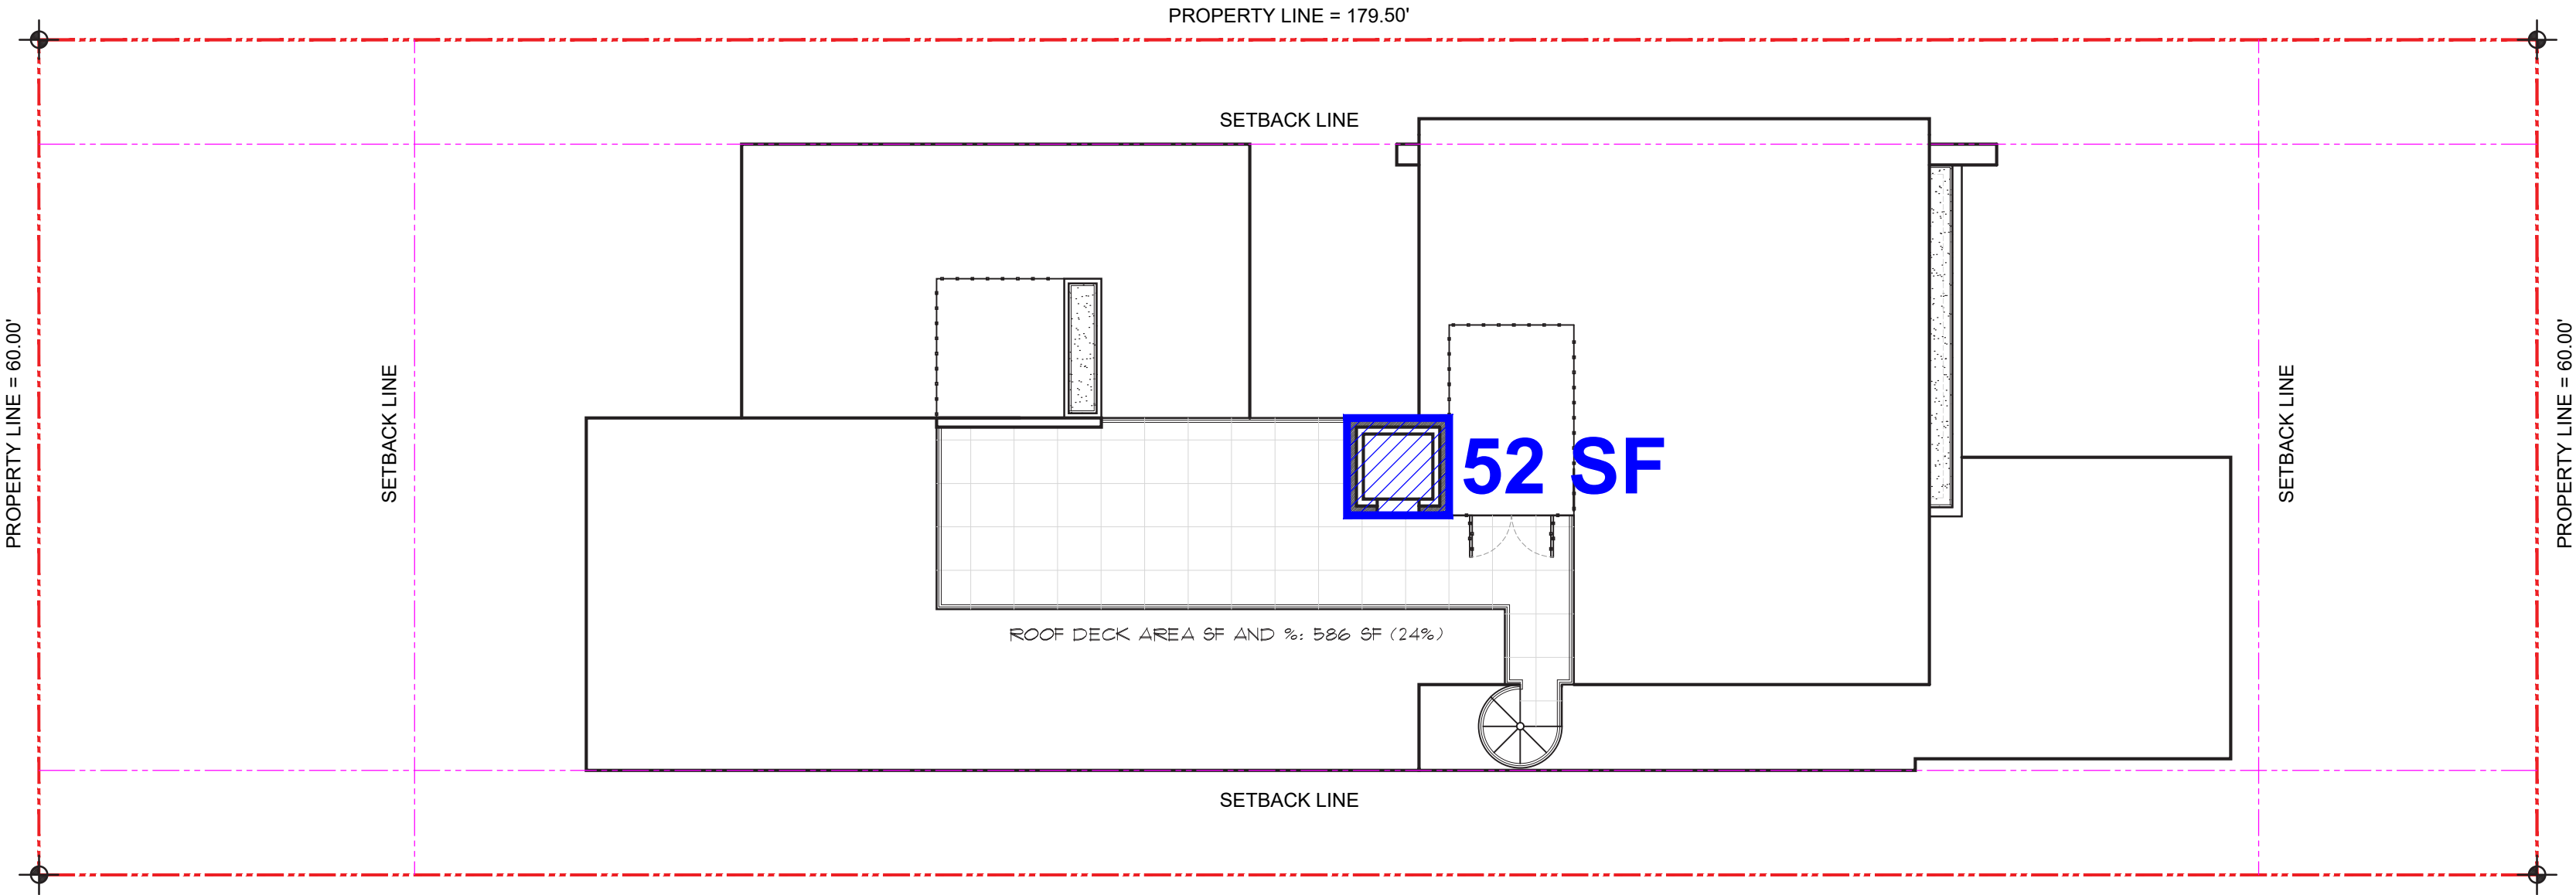 PROPERTY LINE = 179.50'
SETBACK LINE
PROPERTY LINE = 60.00'
SETBACK LINE
52 SF
SETBACK LINE
PROPERTY LINE = 60.00'
ROOF DECK AREA SF AND %: 586 SF (24%)
SETBACK LINE